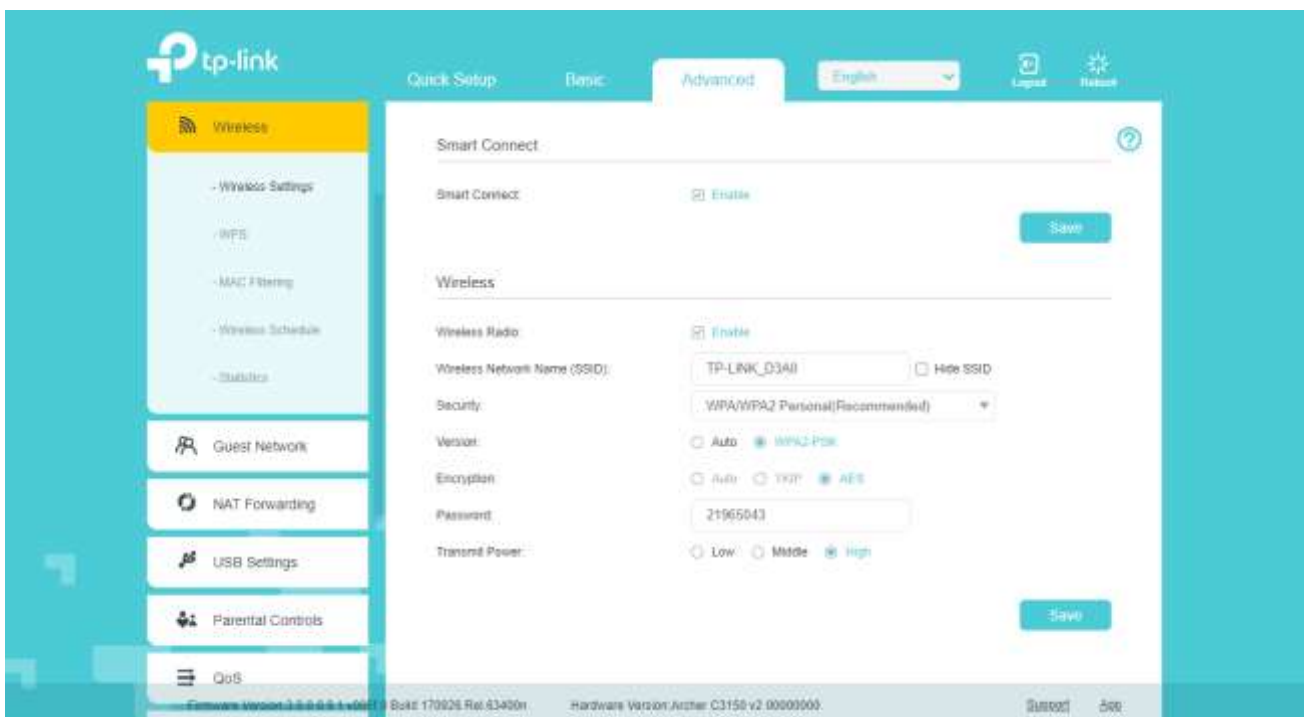 tp-link
Quick Setup Basic Advanced English Logout Reboot
Wireless
- Wireless Settings
- WPS
- MAC Filtering
- Wireless Schedule
- Statistics
Guest Network
NAT Forwarding
USB Settings
Parental Controls
QoS
Smart Connect
Smart Connect: Enable
Save
Wireless
Wireless Radio: Enable
Wireless Network Name (SSID): TP-LINK_D3A0 Hide SSID
Security: WPA/WPA2 Personal(Recommended)
Version: Auto WPA2-PSK
Encryption: Auto TKIP AES
Password: 21965043
Transmit Power: Low Middle High
Save
Firmware Version: Build 170926 Rel.63400n Hardware Version:Archer C3150 v2 00000000 Support App